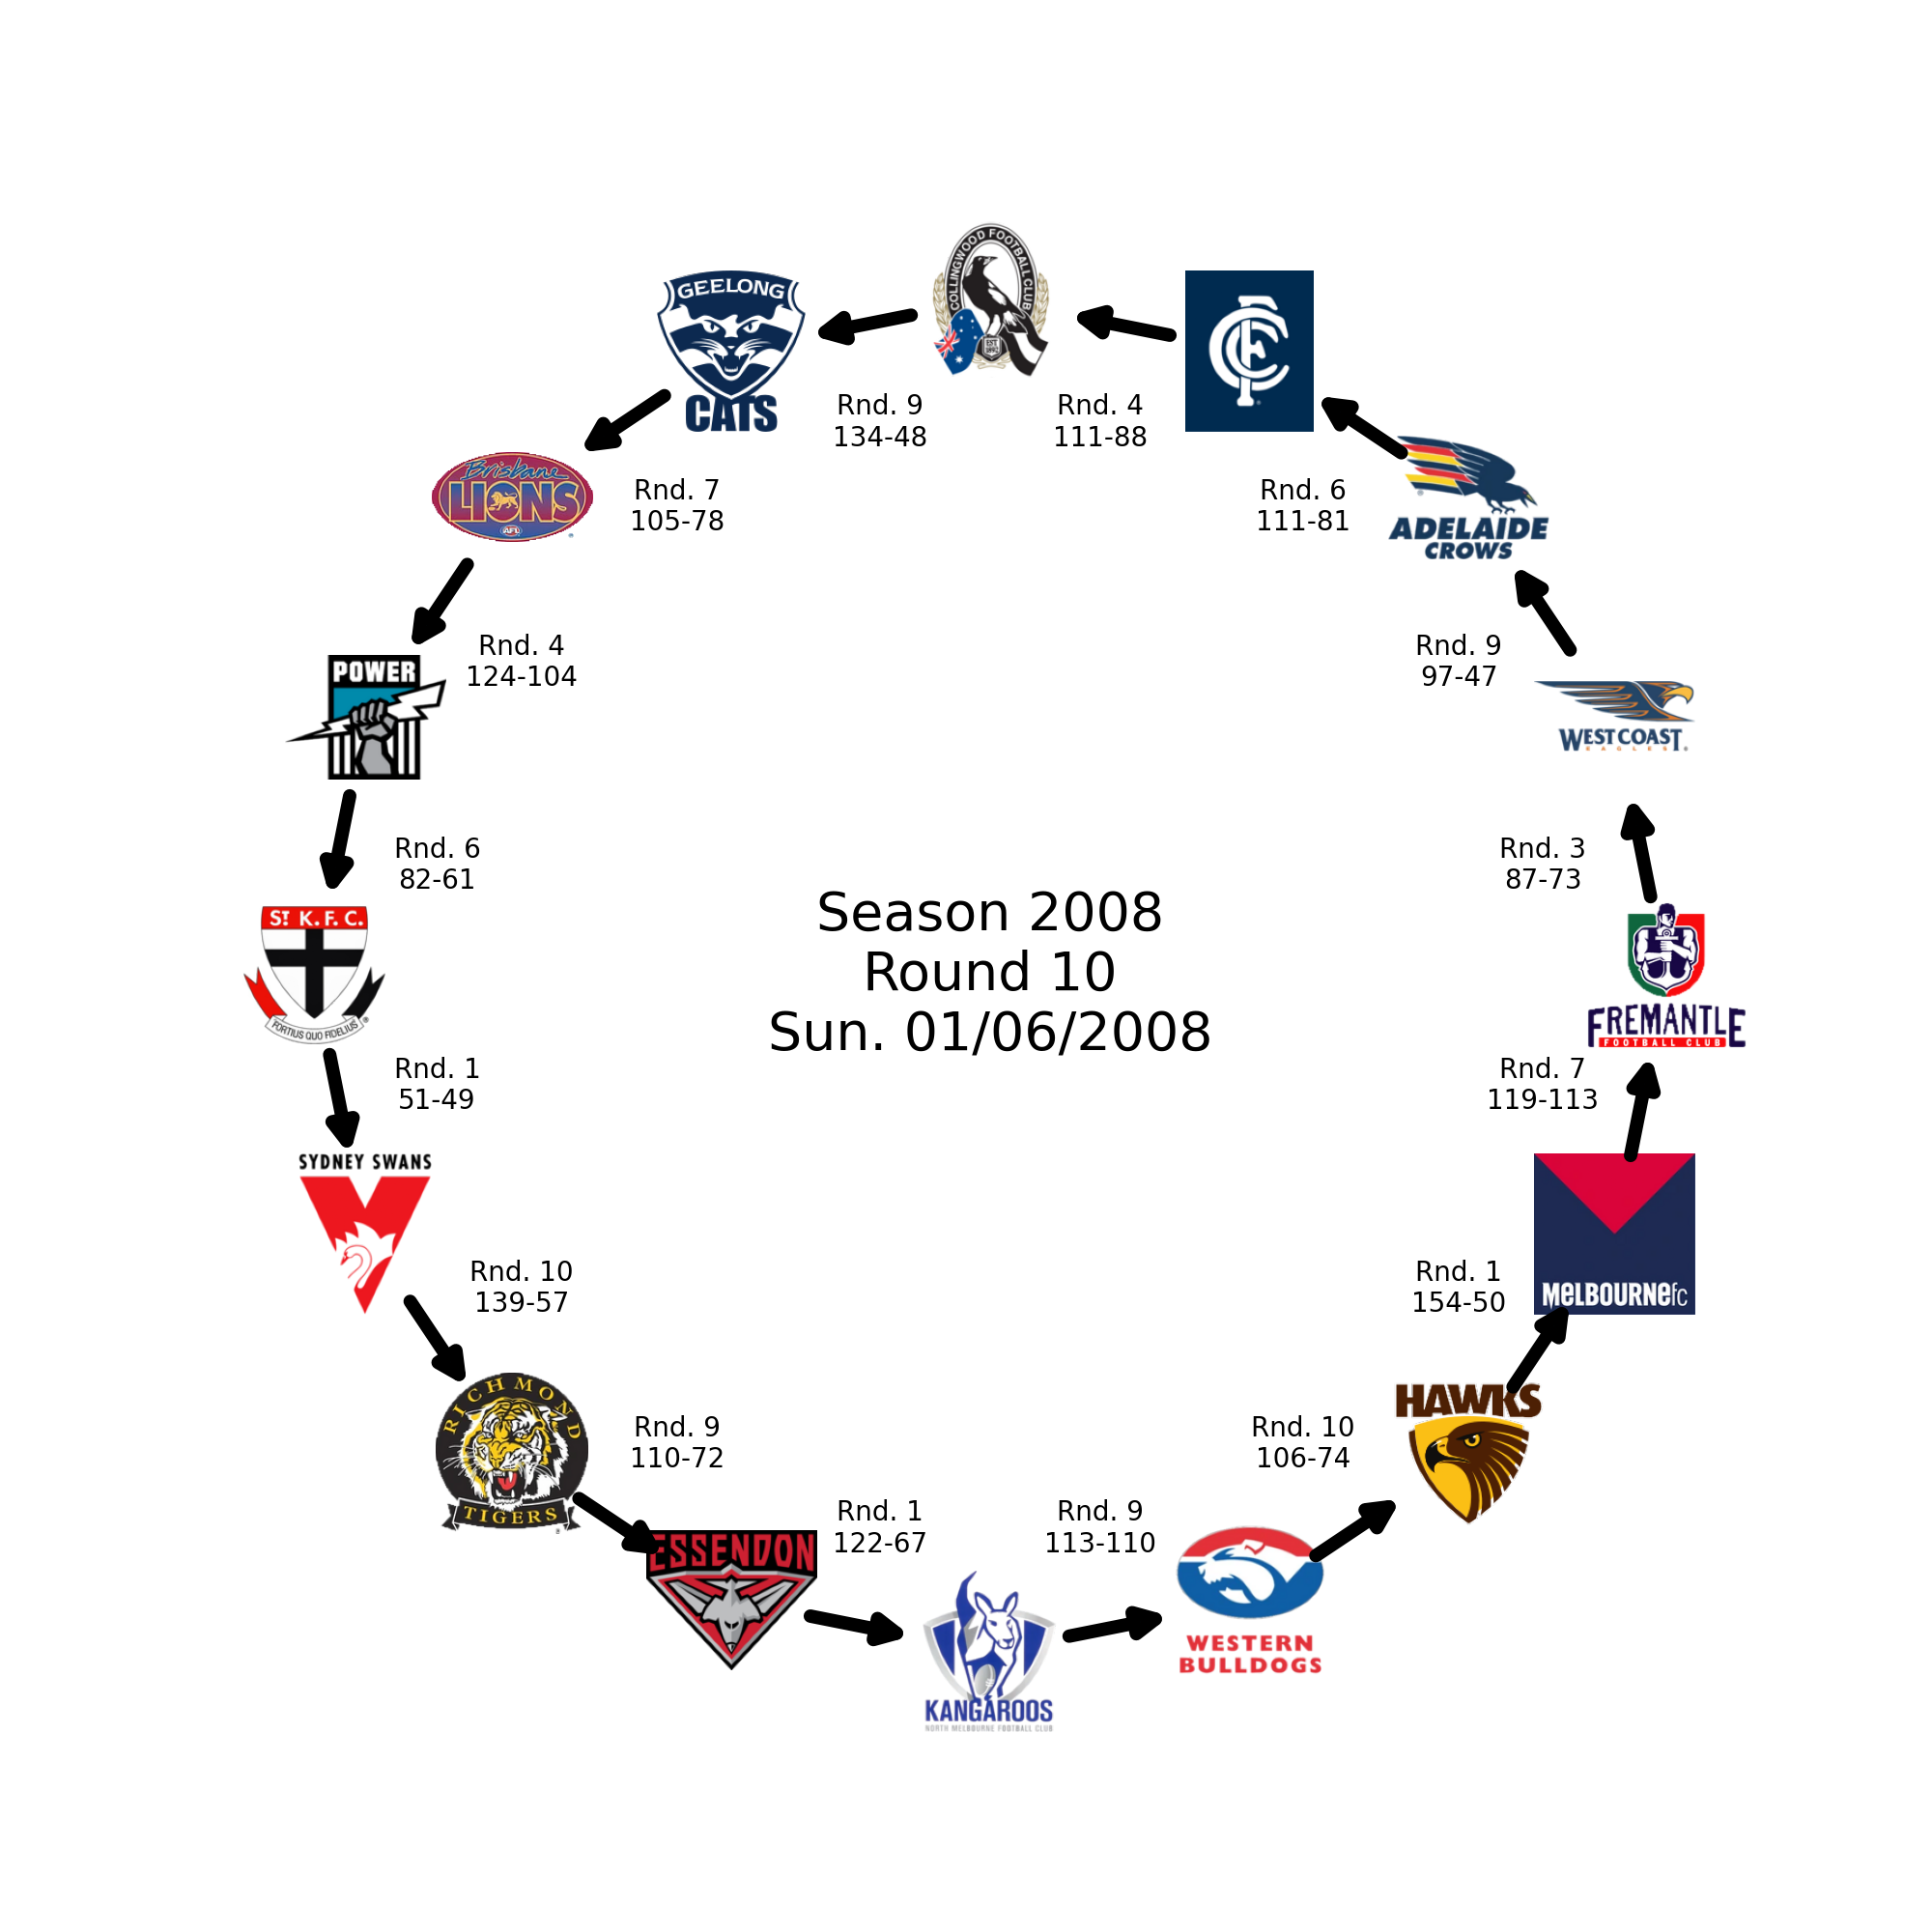 COLLINGWOOD FOOTBALL CLUB
EST
1892
GEELONG
CATS
Rnd. 9
134-48
Rnd. 4
111-88
Brisbane
LIONS
AFL
Rnd. 7
105-78
Rnd. 6
111-81
ADELAIDE
CROWS
POWER
Rnd. 4
124-104
Rnd. 9
97-47
WEST COAST
EAGLES
Rnd. 6
82-61
Rnd. 3
87-73
ST K.F.C.
FORTIUS QUO FIDELIUS
Season 2008
Round 10
Sun. 01/06/2008
FREMANTLE
FOOTBALL CLUB
Rnd. 1
51-49
Rnd. 7
119-113
SYDNEY SWANS
Rnd. 10
139-57
Rnd. 1
154-50
MELBOURNEfc
RICHMOND
TIGERS
Rnd. 9
110-72
Rnd. 10
106-74
HAWKS
ESSENDON
Rnd. 1
122-67
Rnd. 9
113-110
KANGAROOS
NORTH MELBOURNE FOOTBALL CLUB
WESTERN
BULLDOGS